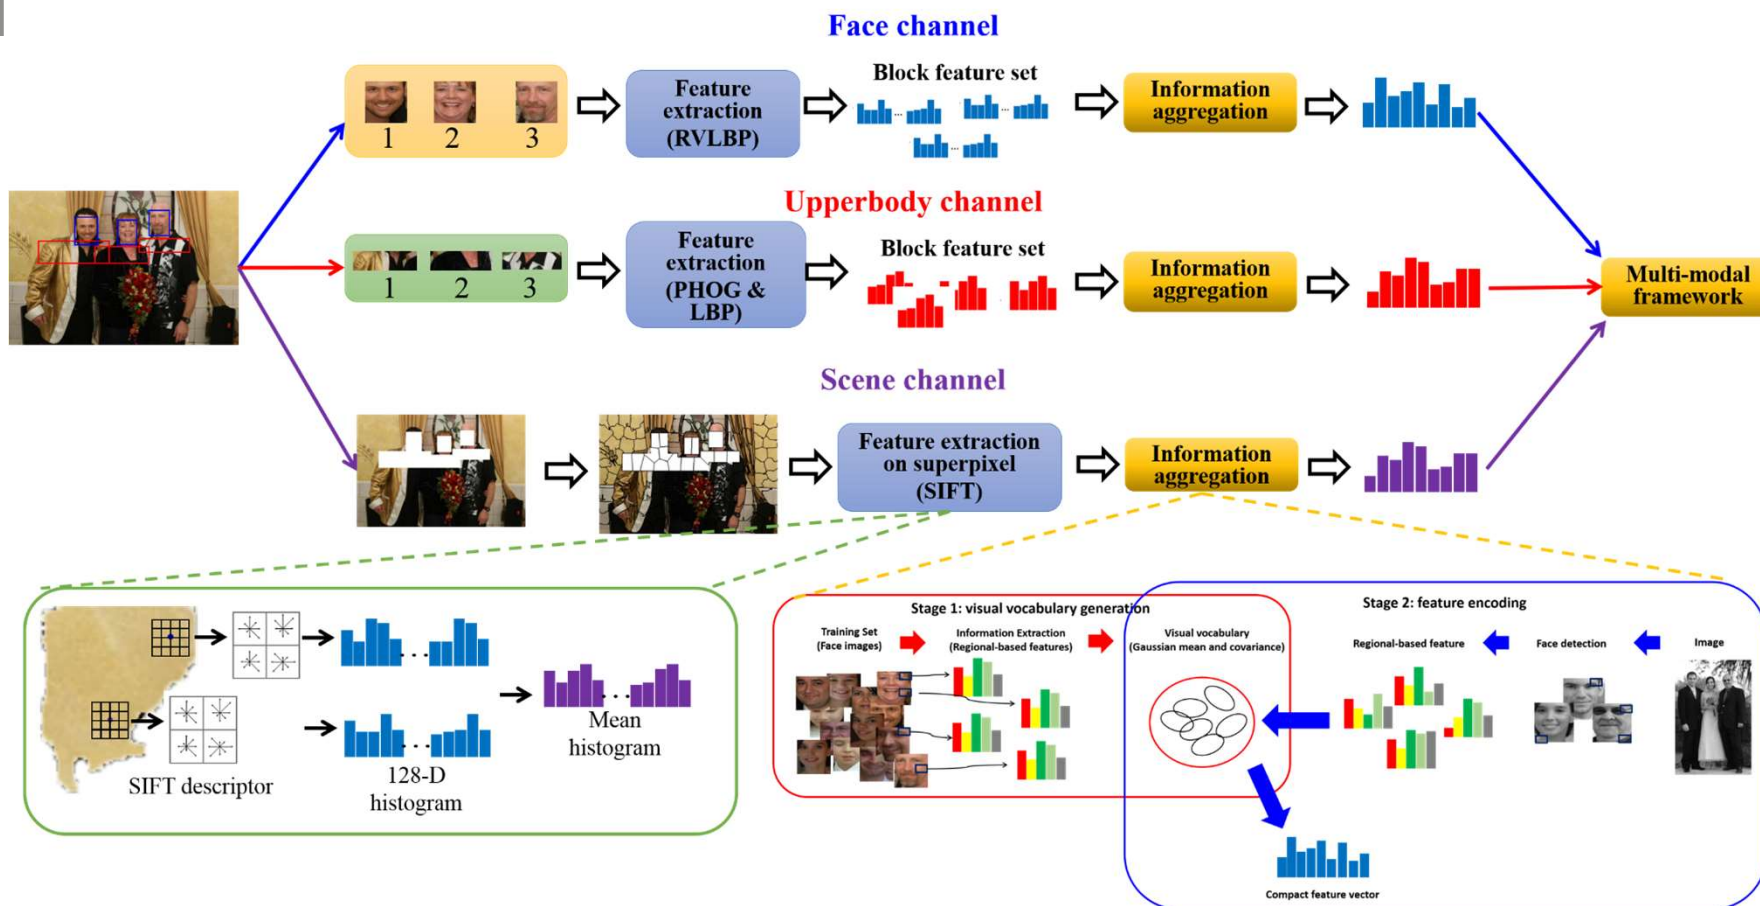 Face channel
1 2 3
Feature
extraction
(RVLBP)
Block feature set
... ...
...
Information
aggregation
Upperbody channel
1 2 3
Feature
extraction
(PHOG &
LBP)
Block feature set
Information
aggregation
Multi-modal
framework
Scene channel
Feature extraction
on superpixel
(SIFT)
Information
aggregation
SIFT descriptor
...
...
128-D
histogram
...
Mean
histogram
Stage 1: visual vocabulary generation
Training Set
(Face images)
Information Extraction
(Regional-based features)
Visual vocabulary
(Gaussian mean and covariance)
Stage 2: feature encoding
Regional-based feature
Face detection
Image
Compact feature vector